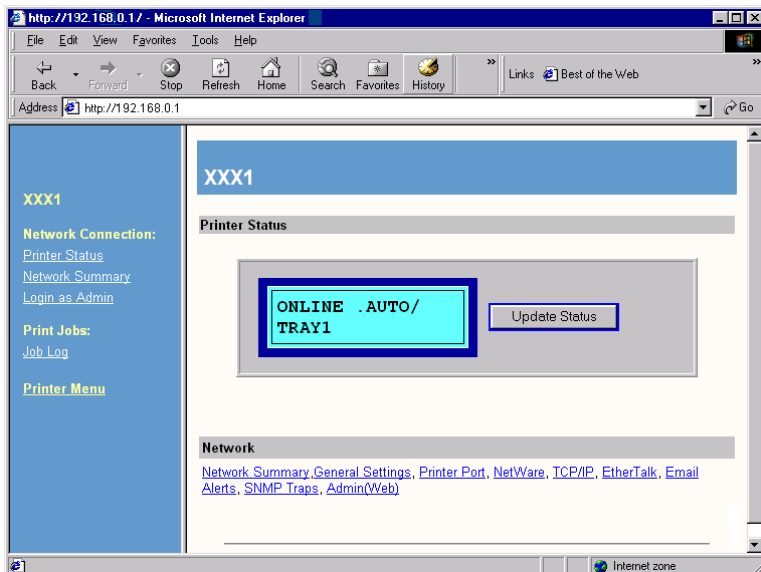 http://192.168.0.1/ - Microsoft Internet Explorer
File Edit View Favorites Tools Help
Back Forward Stop Refresh Home Search Favorites History » Links Best of the Web »
Address http://192.168.0.1 Go
XXX1
Network Connection:
Printer Status
Network Summary
Login as Admin
Print Jobs:
Job Log
Printer Menu
XXX1
Printer Status
ONLINE .AUTO/
TRAY1
Update Status
Network
Network Summary,General Settings, Printer Port, NetWare, TCP/IP, EtherTalk, Email
Alerts, SNMP Traps, Admin(Web)
Internet zone